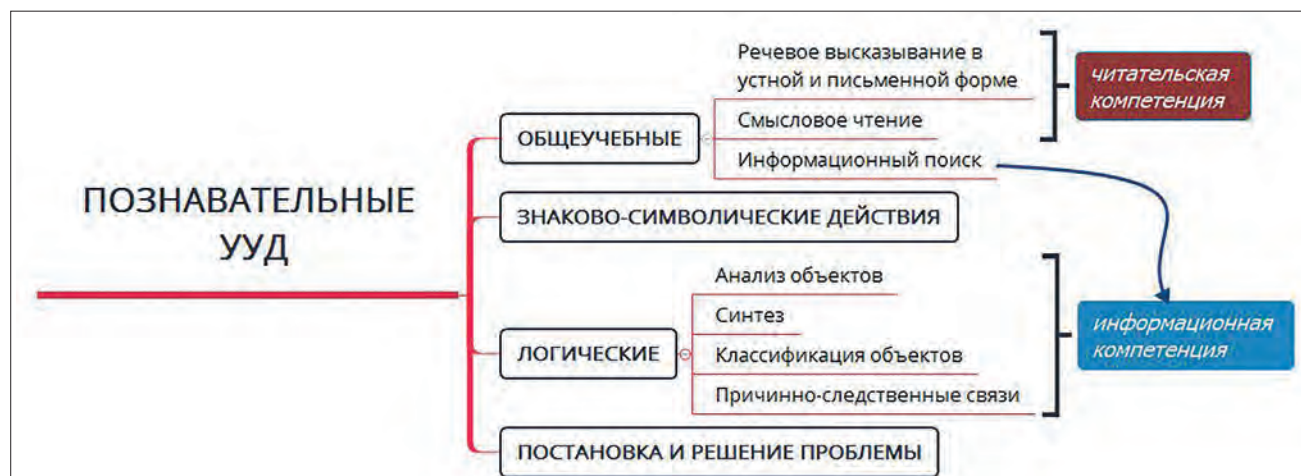 ПОЗНАВАТЕЛЬНЫЕ
УУД
ОБЩЕУЧЕБНЫЕ
Речевое высказывание в
устной и письменной форме
Смысловое чтение
Информационный поиск
читательская
компетенция
ЗНАКОВО-СИМВОЛИЧЕСКИЕ ДЕЙСТВИЯ
ЛОГИЧЕСКИЕ
Анализ объектов
Синтез
Классификация объектов
Причинно-следственные связи
информационная
компетенция
ПОСТАНОВКА И РЕШЕНИЕ ПРОБЛЕМЫ